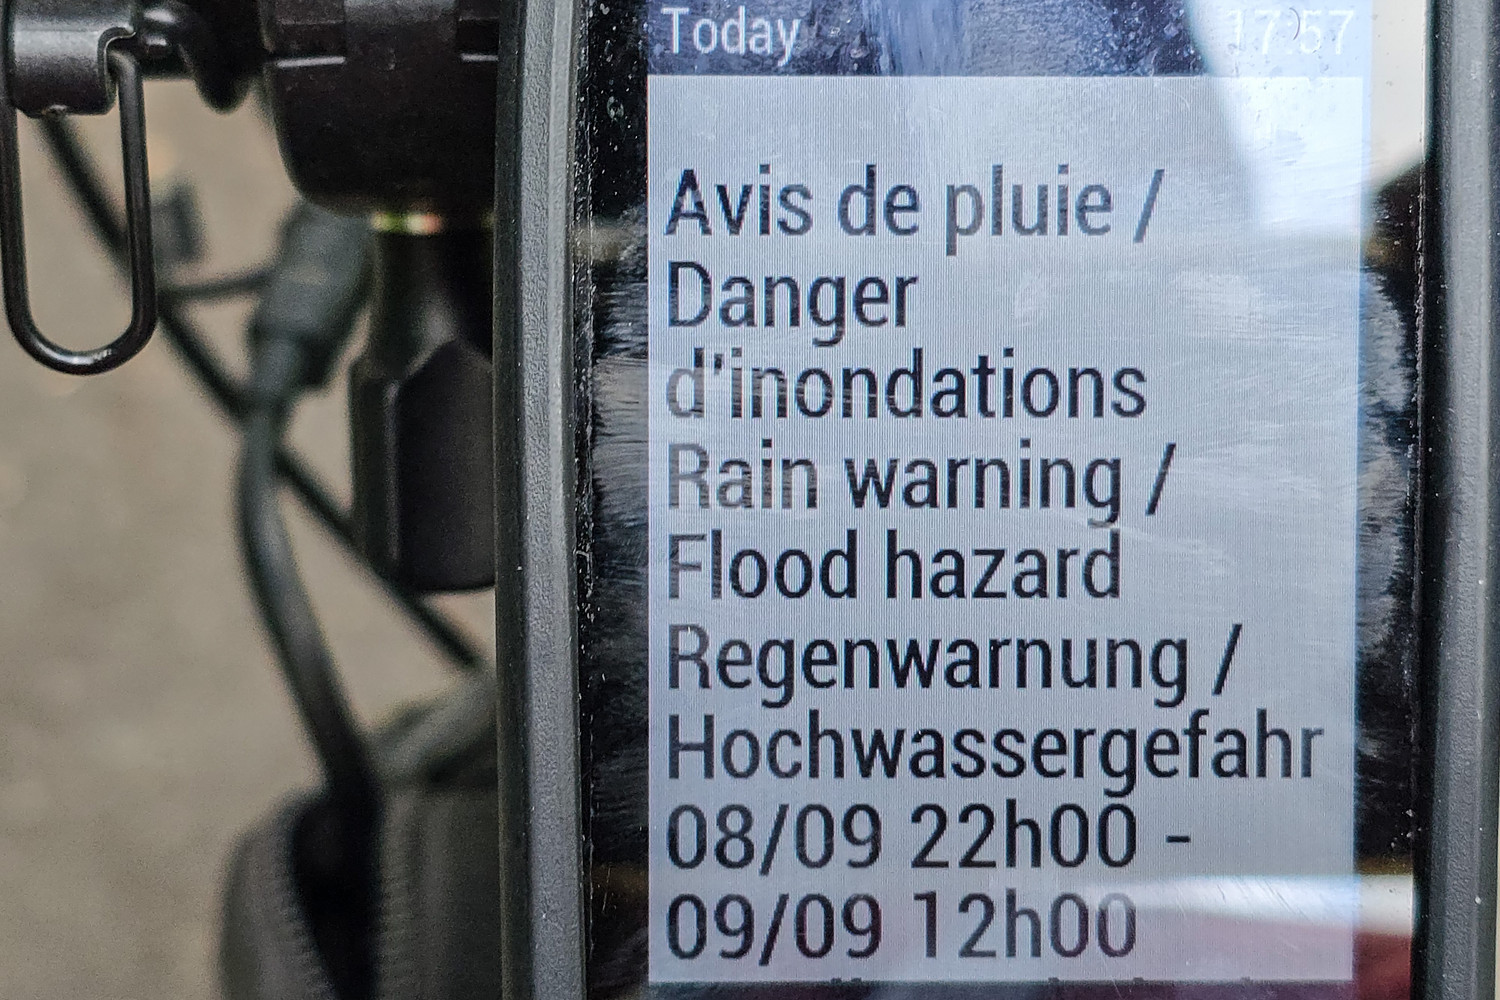 Today 17:57
Avis de pluie /
Danger
d'inondations
Rain warning /
Flood hazard
Regenwarnung /
Hochwassergefahr
08/09 22h00 -
09/09 12h00